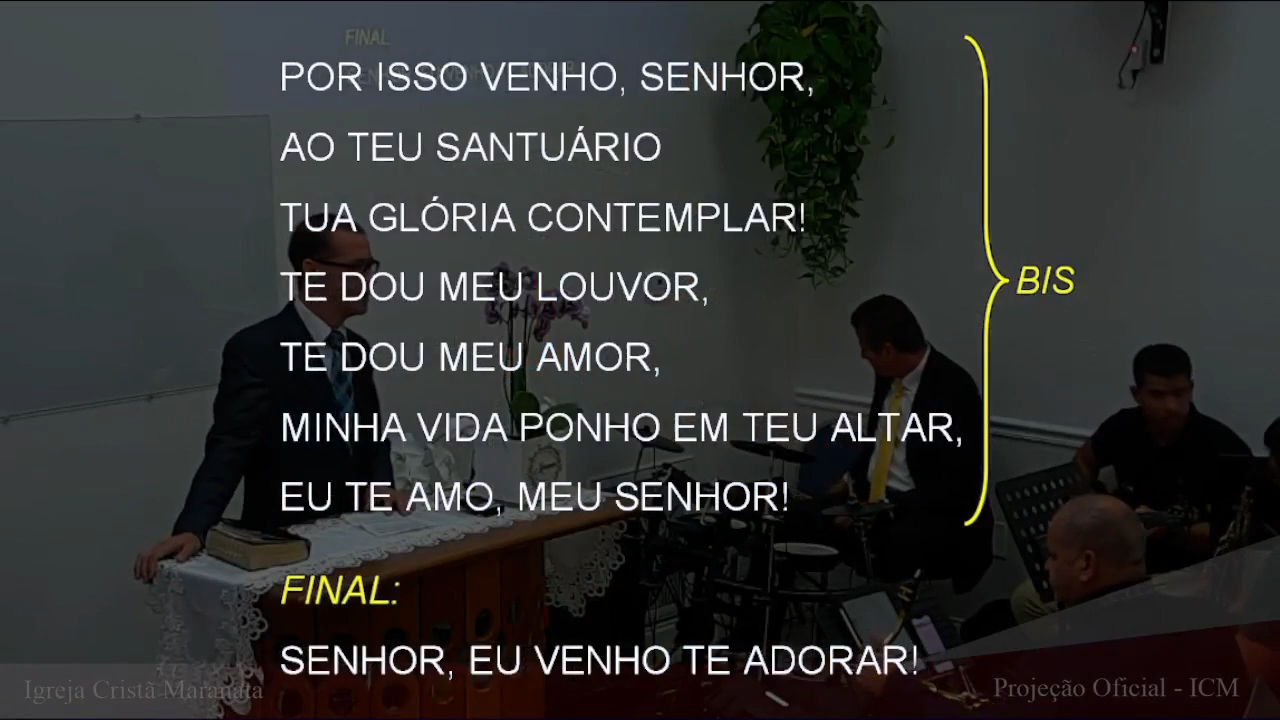 FINAL
POR ISSO VENHO, SENHOR,
AO TEU SANTUÁRIO
TUA GLÓRIA CONTEMPLAR!
TE DOU MEU LOUVOR,
TE DOU MEU AMOR,
MINHA VIDA PONHO EM TEU ALTAR,
EU TE AMO, MEU SENHOR!
BIS
FINAL:
SENHOR, EU VENHO TE ADORAR!
Igreja Cristã Maranata
Projeção Oficial - ICM